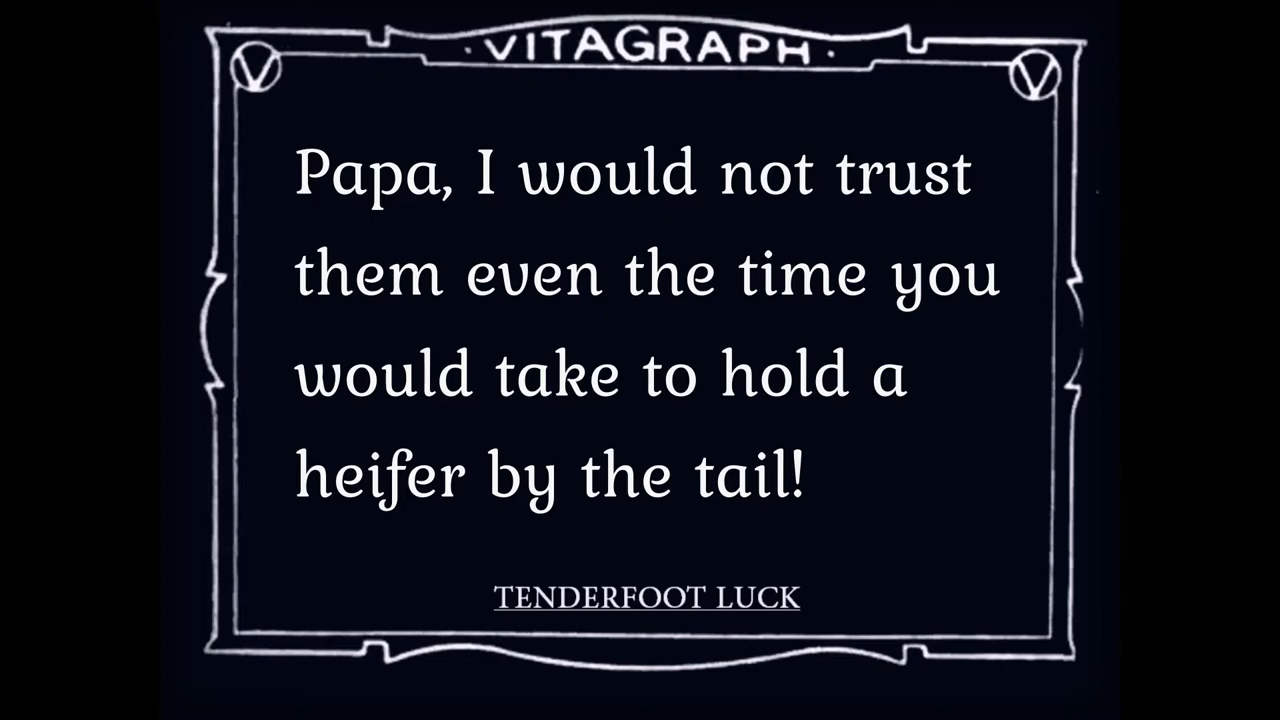 · VITAGRAPH ·
V V
Papa, I would not trust
them even the time you
would take to hold a
heifer by the tail!
TENDERFOOT LUCK